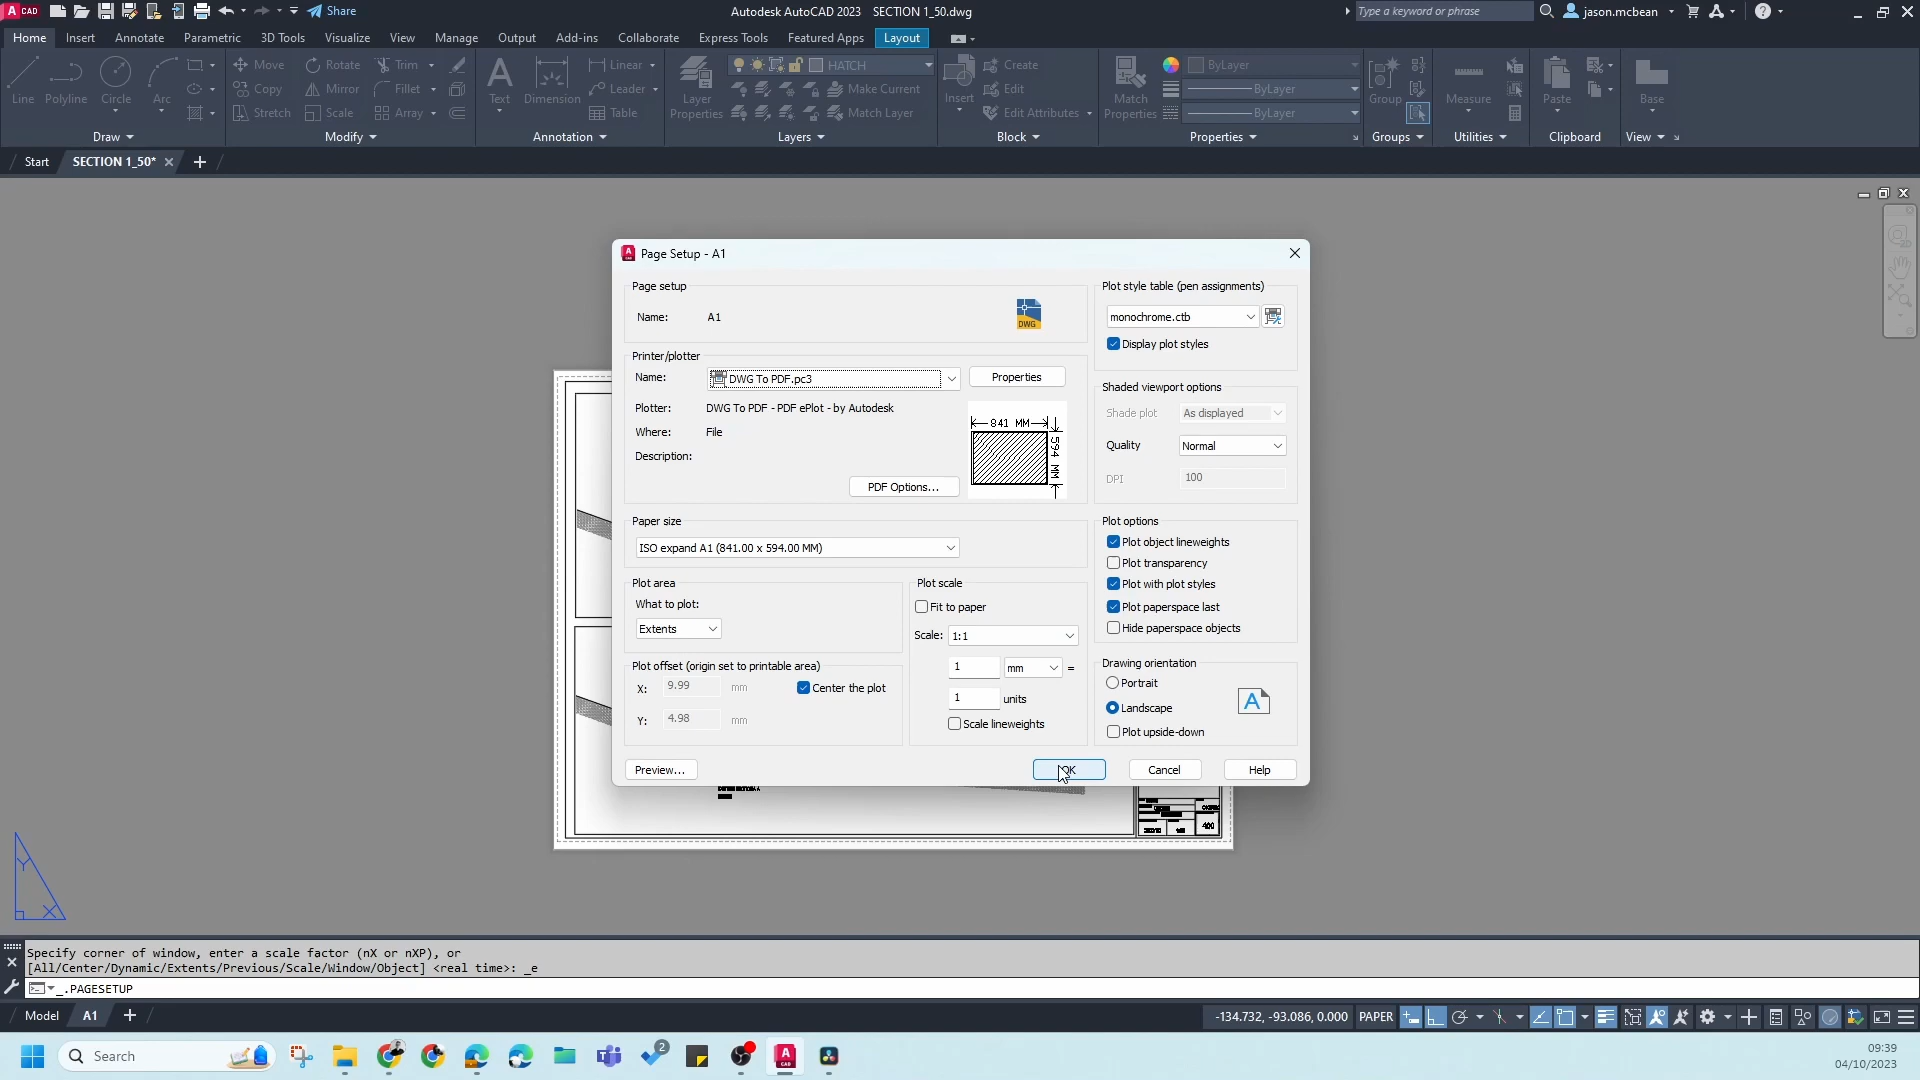 CAD
Share
Autodesk AutoCAD 2023 SECTION 1_50.dwg
Type a keyword or phrase
jason.mcbean
Home Insert Annotate Parametric 3D Tools Visualize View Manage Output Add-ins Collaborate Express Tools Featured Apps Layout
Line Polyline Circle Arc
Move Rotate Trim
Copy Mirror Fillet
Stretch Scale Array
Text Dimension
Linear
Leader
Table
Layer Properties
HATCH
Make Current
Match Layer
Insert
Create
Edit
Edit Attributes
Match Properties
ByLayer
ByLayer
ByLayer
Group
Measure
Paste
Base
Draw Modify Annotation Layers Block Properties Groups Utilities Clipboard View
Start SECTION 1_50*
Page Setup - A1
Page setup
Name: A1
DWG
Printer/plotter
Name: DWG To PDF.pc3 Properties
Plotter: DWG To PDF - PDF ePlot - by Autodesk
Where: File
Description:
841 MM
594 MM
PDF Options...
Paper size
ISO expand A1 (841.00 x 594.00 MM)
Plot area
What to plot:
Extents
Plot offset (origin set to printable area)
X: 9.99 mm Center the plot
Y: 4.98 mm
Plot scale
Fit to paper
Scale: 1:1
1 mm =
1 units
Scale lineweights
Plot style table (pen assignments)
monochrome.ctb
Display plot styles
Shaded viewport options
Shade plot As displayed
Quality Normal
DPI 100
Plot options
Plot object lineweights
Plot transparency
Plot with plot styles
Plot paperspace last
Hide paperspace objects
Drawing orientation
Portrait
Landscape
Plot upside-down
A
Preview... OK Cancel Help
400
Y
X
Specify corner of window, enter a scale factor (nX or nXP), or
[All/Center/Dynamic/Extents/Previous/Scale/Window/Object] <real time>: _e
_.PAGESETUP
Model A1
-134.732, -93.086, 0.000 PAPER
Search
2
CAD
09:39
04/10/2023